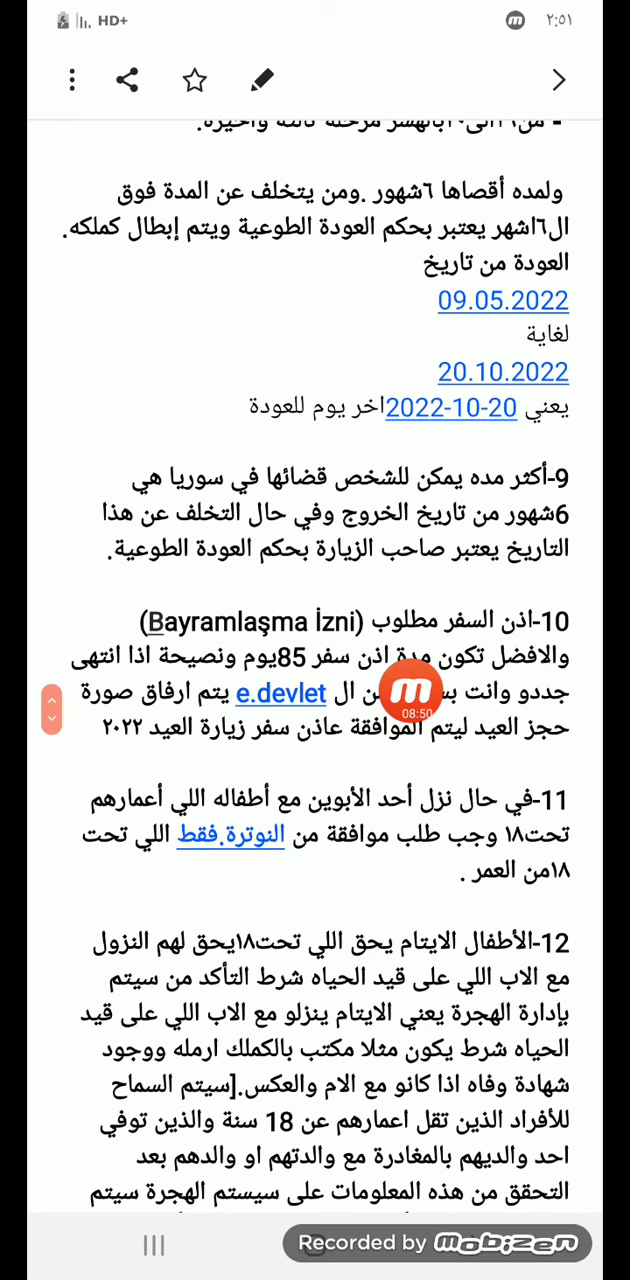 HD+
٢:٥١
ولمده أقصاها ٦شهور .ومن يتخلف عن المدة فوق
ال٦اشهر يعتبر بحكم العودة الطوعية ويتم إبطال كملكه.
العودة من تاريخ
09.05.2022
لغاية
20.10.2022
يعني 20-10-2022اخر يوم للعودة
9-أكثر مده يمكن للشخص قضائها في سوريا هي
6شهور من تاريخ الخروج وفي حال التخلف عن هذا
التاريخ يعتبر صاحب الزيارة بحكم العودة الطوعية.
10-اذن السفر مطلوب (Bayramlaşma İzni)
والافضل تكون مدة اذن سفر 85يوم ونصيحة اذا انتهى
جددو وانت ال e.devlet يتم ارفاق صورة
حجز العيد ليتم الموافقة عاذن سفر زيارة العيد ٢٠٢٢
08:50
11-في حال نزل أحد الأبوين مع أطفاله اللي أعمارهم
تحت١٨ وجب طلب موافقة من النوترة.فقط اللي تحت
١٨من العمر .
12-الأطفال الايتام يحق اللي تحت١٨يحق لهم النزول
مع الاب اللي على قيد الحياه شرط التأكد من سيتم
بإدارة الهجرة يعني الايتام ينزلو مع الاب اللي على قيد
الحياه شرط يكون مثلا مكتب بالكملك ارمله ووجود
شهادة وفاه اذا كانو مع الام والعكس.[سيتم السماح
للأفراد الذين تقل اعمارهم عن 18 سنة والذين توفي
احد والديهم بالمغادرة مع والدتهم او والدهم بعد
التحقق من هذه المعلومات على سيستم الهجرة سيتم
Recorded by mobizen